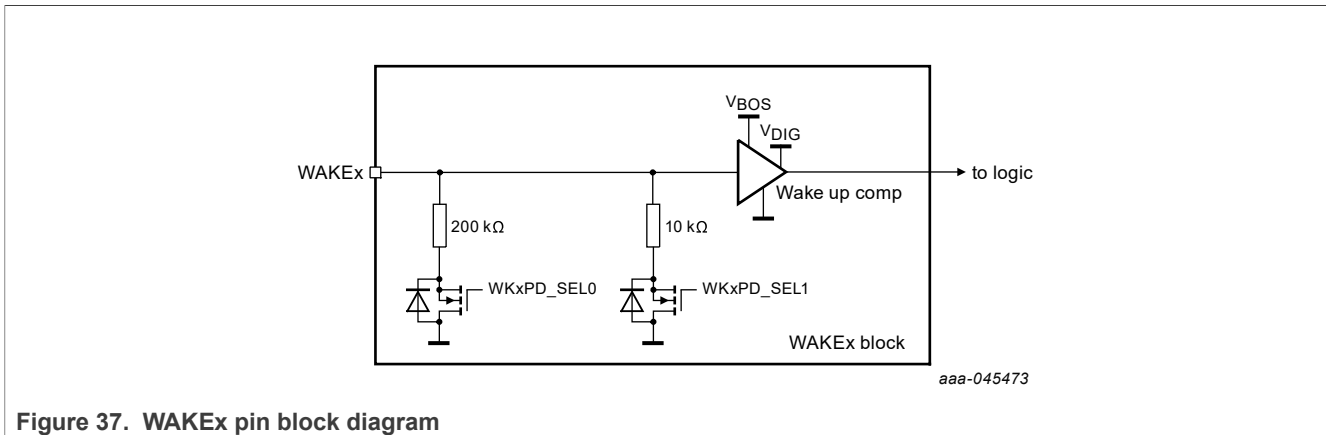 VBOS
VDIG
WAKEx
to logic
Wake up comp
200 kΩ
10 kΩ
WKxPD_SEL0
WKxPD_SEL1
WAKEx block
aaa-045473
Figure 37. WAKEx pin block diagram